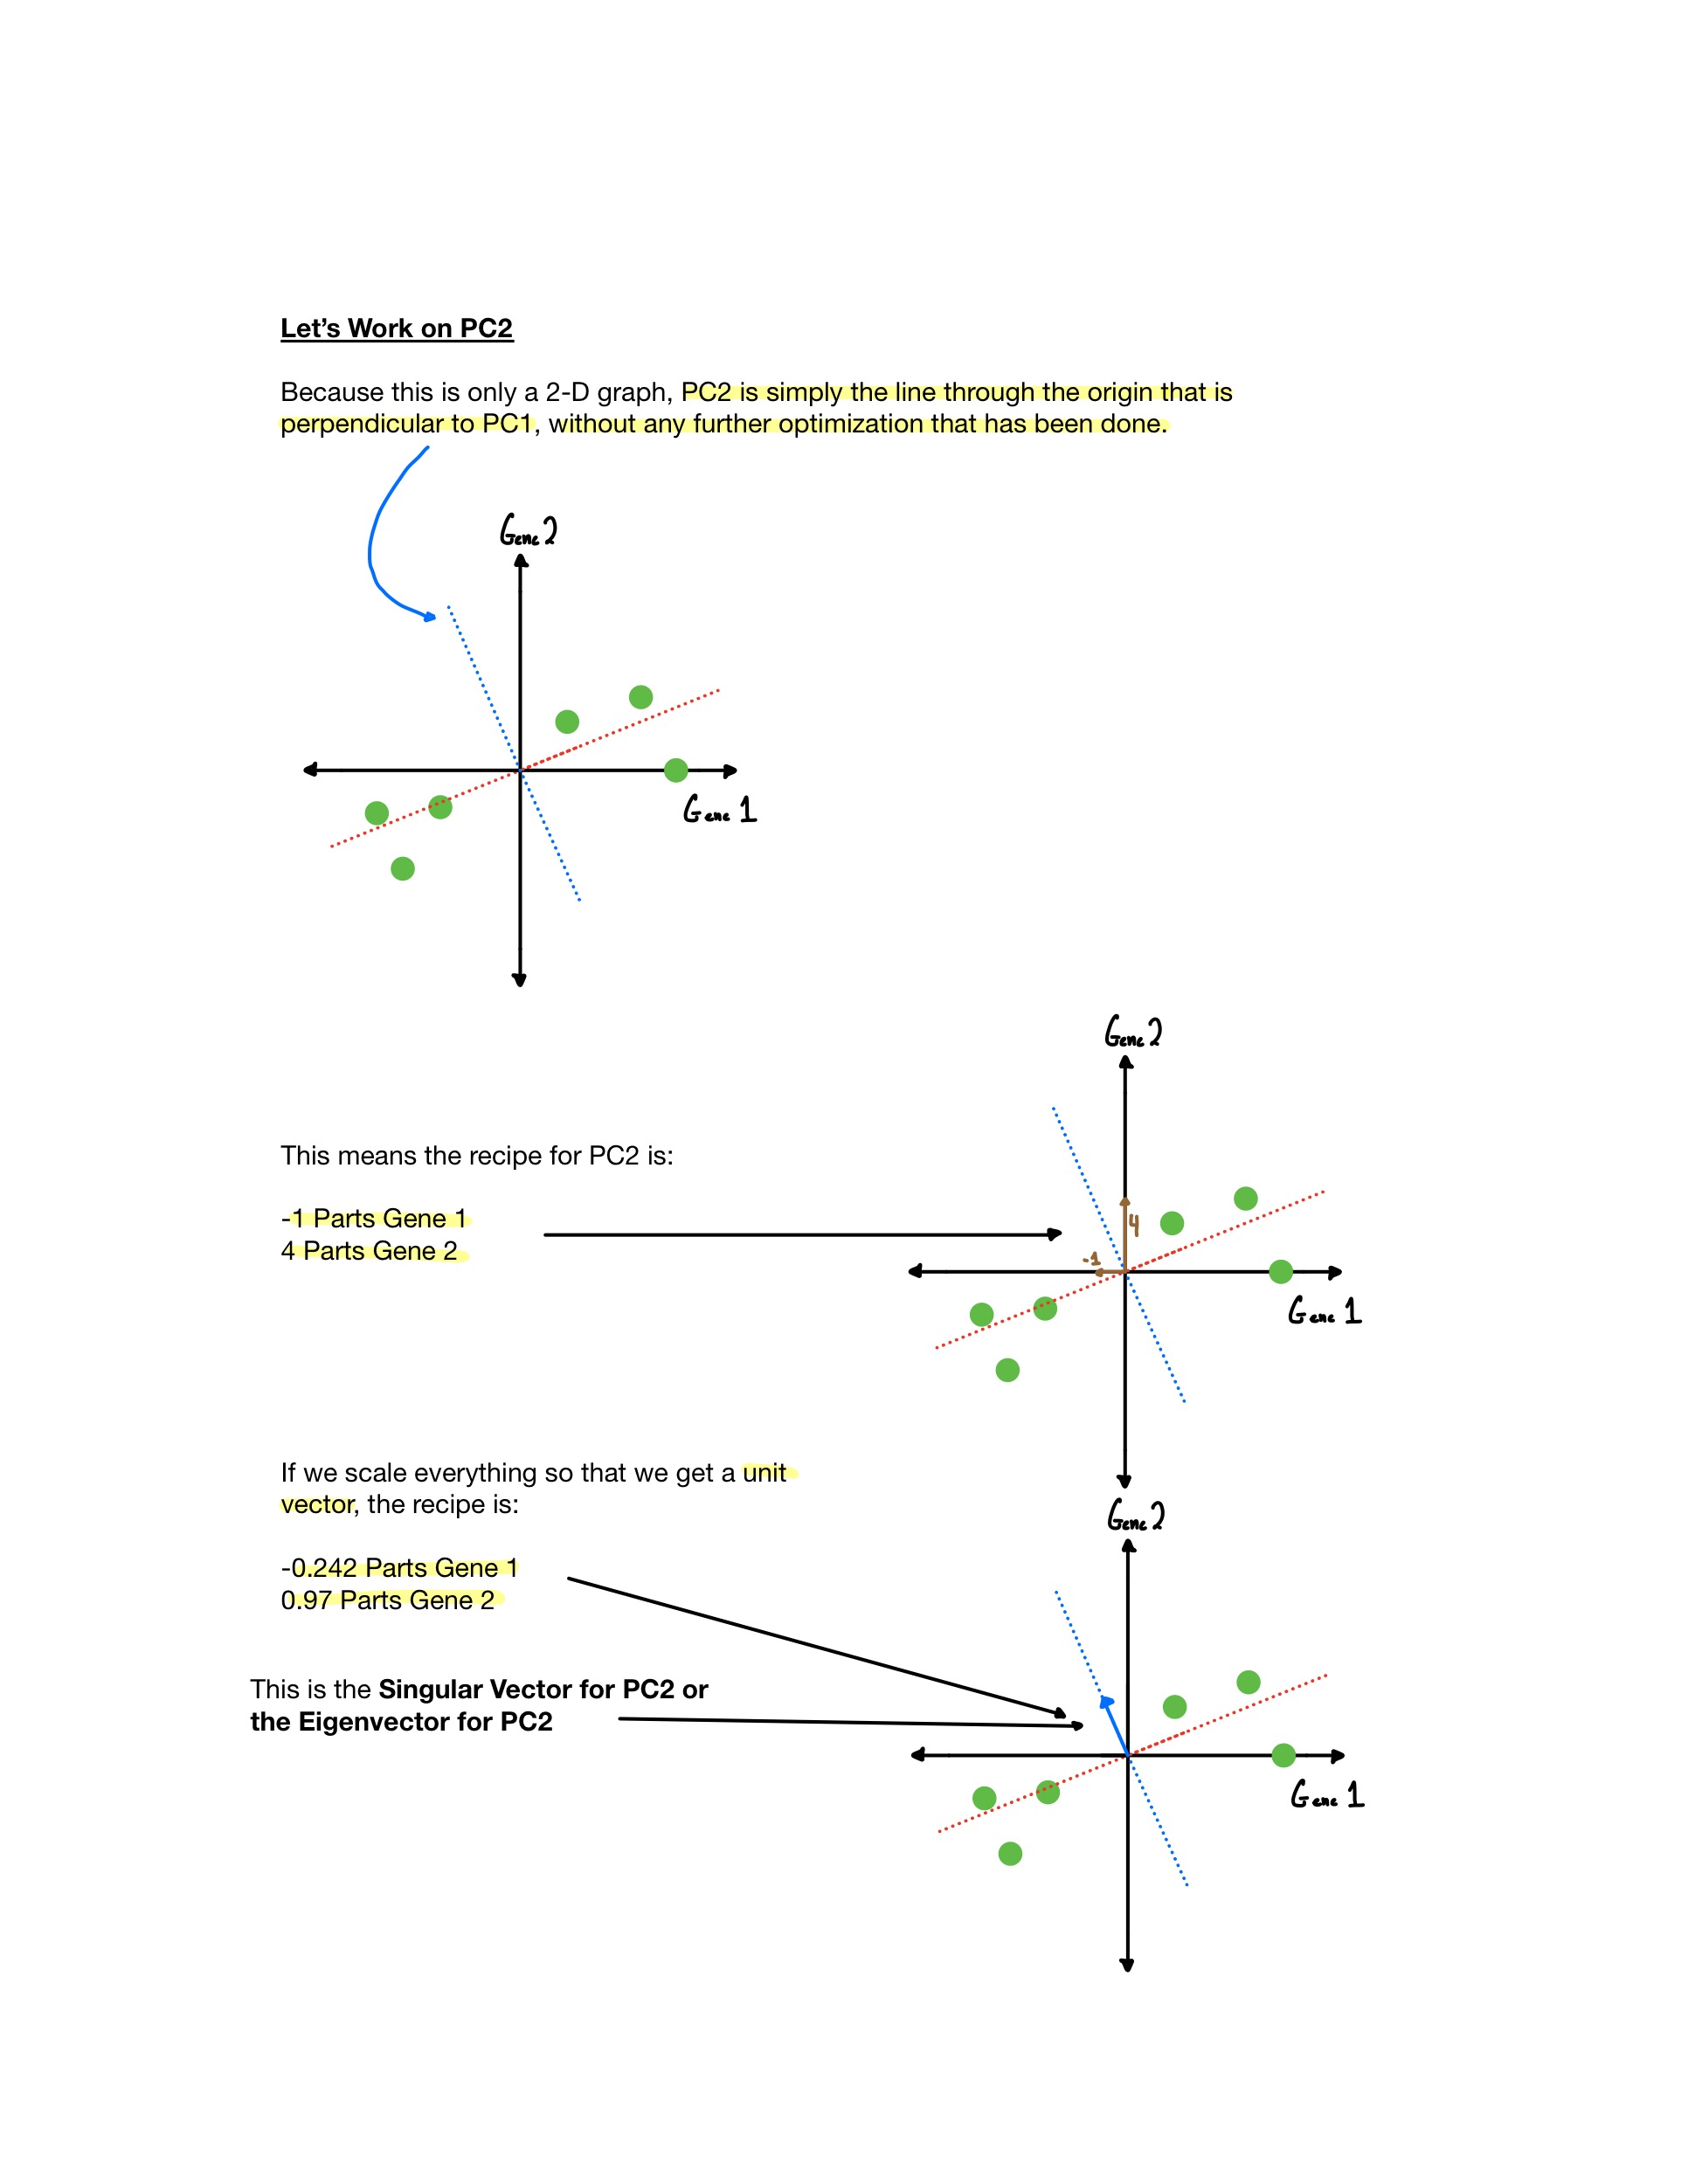 Let’s Work on PC2
Because this is only a 2-D graph, PC2 is simply the line through the origin that is
perpendicular to PC1, without any further optimization that has been done.
Gene 2
Gene 1
Gene 2
This means the recipe for PC2 is:
-1 Parts Gene 1
4 Parts Gene 2
4
-1
Gene 1
If we scale everything so that we get a unit
vector, the recipe is:
Gene 2
-0.242 Parts Gene 1
0.97 Parts Gene 2
This is the Singular Vector for PC2 or
the Eigenvector for PC2
Gene 1